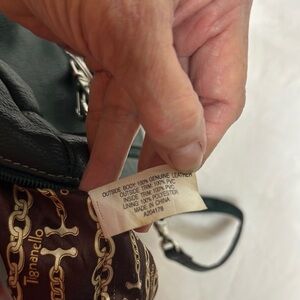 OUTSIDE BODY 100% GENUINE LEATHER
OUTSIDE TRIM 100% PVC
INSIDE TRIM 100% PVC
LINING 100% POLYESTER
MADE IN CHINA
A204178
Tignanello